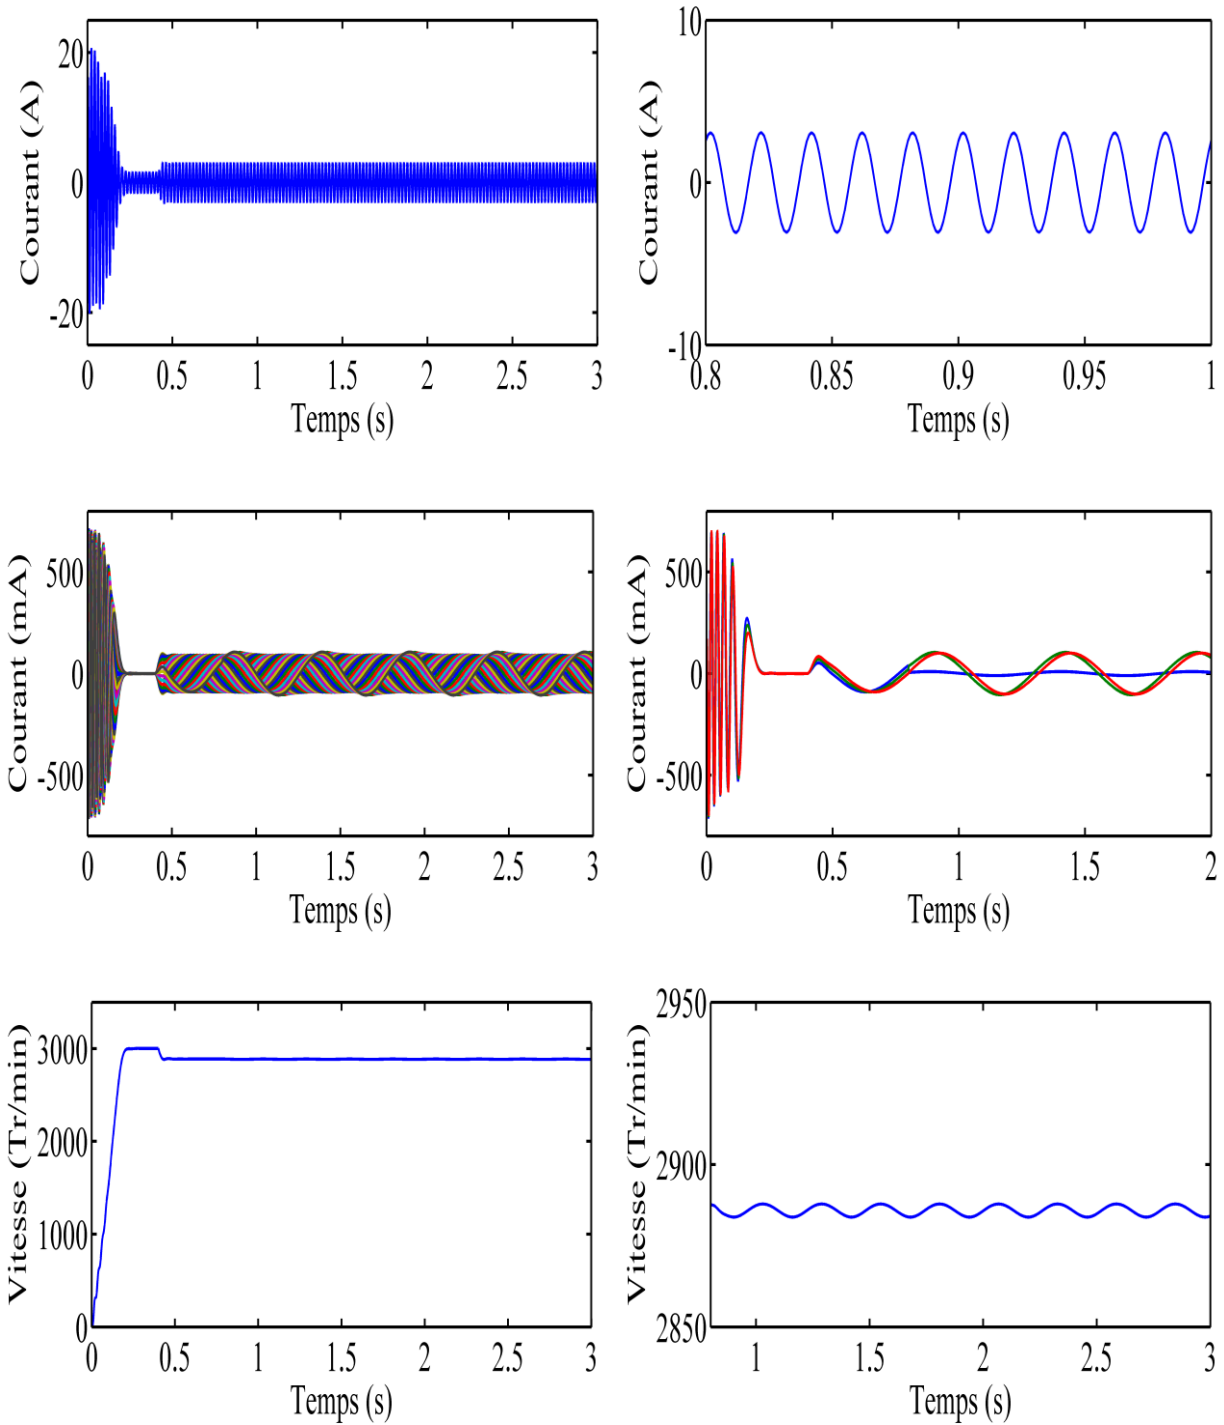 20
0
-20
Courant (A)
0 0.5 1 1.5 2 2.5 3
Temps (s)
10
5
0
-5
-10
Courant (A)
0.8 0.85 0.9 0.95 1
Temps (s)
500
0
-500
Courant (mA)
0 0.5 1 1.5 2 2.5 3
Temps (s)
500
0
-500
Courant (mA)
0 0.5 1 1.5 2
Temps (s)
3000
2000
1000
0
Vitesse (Tr/min)
0 0.5 1 1.5 2 2.5 3
Temps (s)
2950
2900
2850
Vitesse (Tr/min)
1 1.5 2 2.5 3
Temps (s)